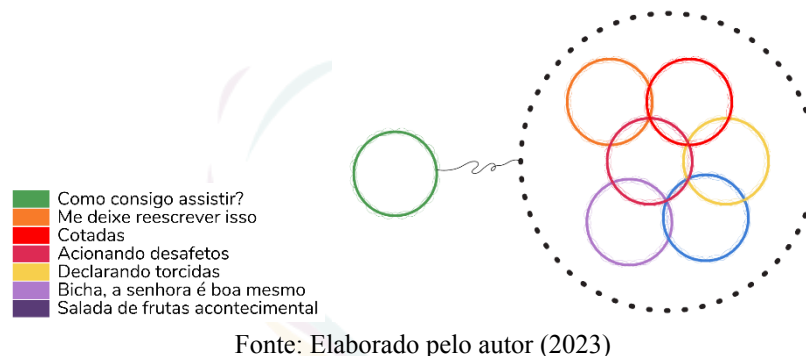 Como consigo assistir?
Me deixe reescrever isso
Cotadas
Acionando desafetos
Declarando torcidas
Bicha, a senhora é boa mesmo
Salada de frutas acontecimental
Fonte: Elaborado pelo autor (2023)